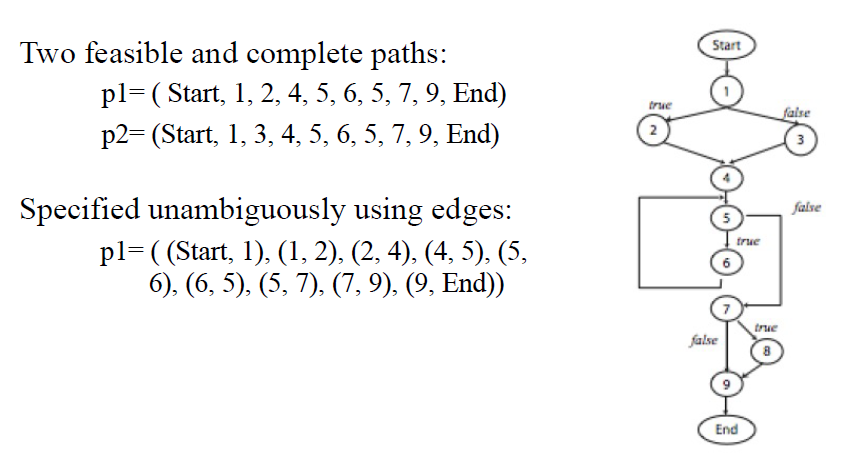 Two feasible and complete paths:
p1= ( Start, 1, 2, 4, 5, 6, 5, 7, 9, End)
p2= (Start, 1, 3, 4, 5, 6, 5, 7, 9, End)
Specified unambiguously using edges:
p1= ( (Start, 1), (1, 2), (2, 4), (4, 5), (5,
6), (6, 5), (5, 7), (7, 9), (9, End))
Start
1
true
false
2
3
4
false
5
true
6
7
true
false
8
9
End